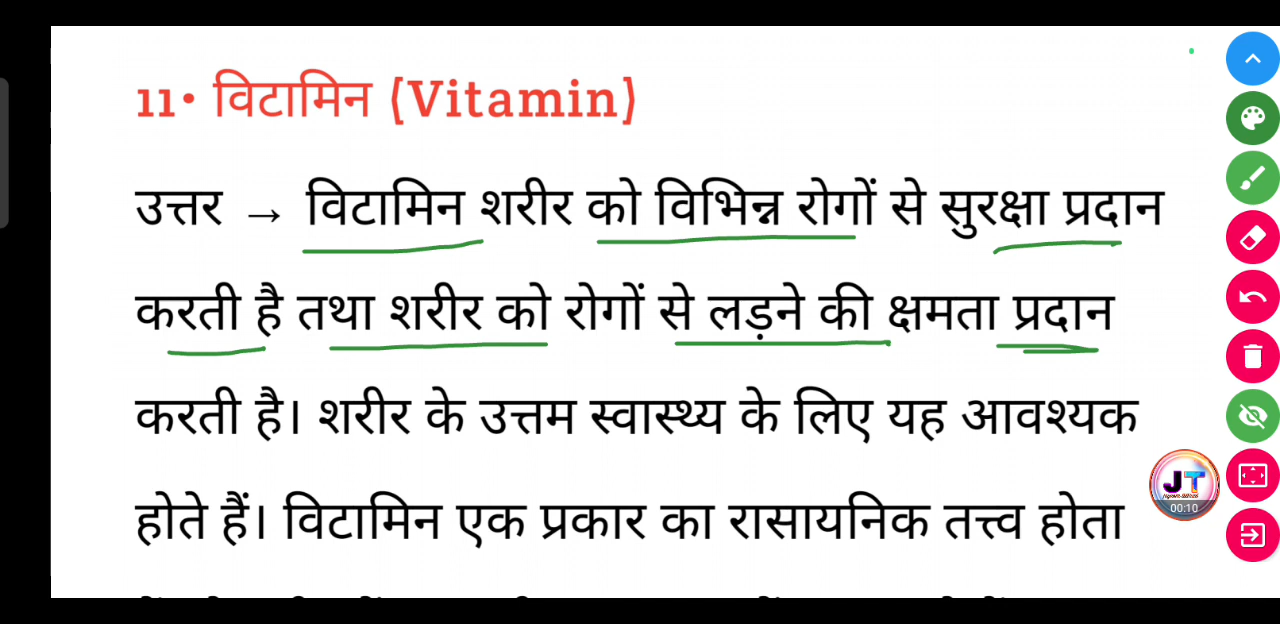 11• विटामिन (Vitamin)
उत्तर → विटामिन शरीर को विभिन्न रोगों से सुरक्षा प्रदान
करती है तथा शरीर को रोगों से लड़ने की क्षमता प्रदान
करती है। शरीर के उत्तम स्वास्थ्य के लिए यह आवश्यक
होते हैं। विटामिन एक प्रकार का रासायनिक तत्त्व होता
JT
00:10